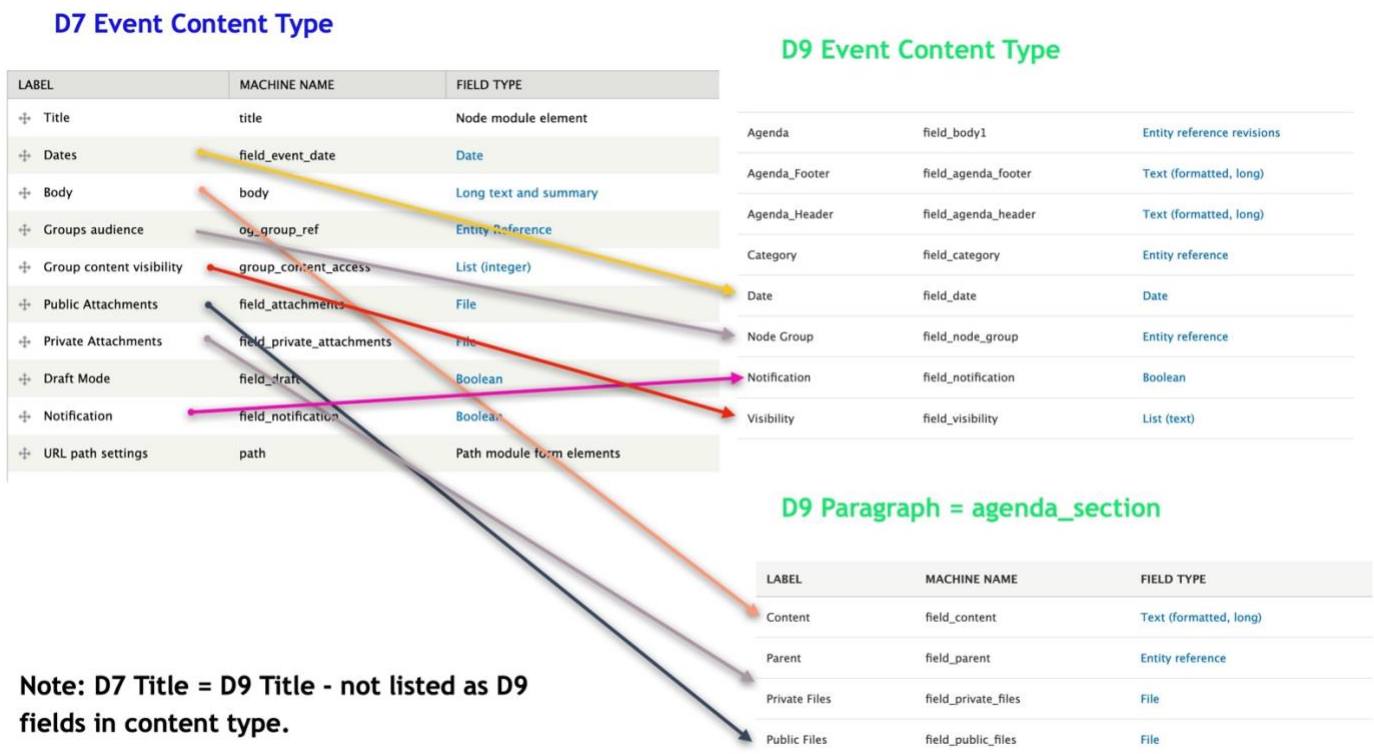 D7 Event Content Type
LABEL MACHINE NAME FIELD TYPE
Title title Node module element
Dates field_event_date Date
Body body Long text and summary
Groups audience og_group_ref Entity Reference
Group content visibility group_content_access List (integer)
Public Attachments field_attachments File
Private Attachments field_private_attachments File
Draft Mode field_draft Boolean
Notification field_notification Boolean
URL path settings path Path module form elements
D9 Event Content Type
Agenda field_body1 Entity reference revisions
Agenda_Footer field_agenda_footer Text (formatted, long)
Agenda_Header field_agenda_header Text (formatted, long)
Category field_category Entity reference
Date field_date Date
Node Group field_node_group Entity reference
Notification field_notification Boolean
Visibility field_visibility List (text)
D9 Paragraph = agenda_section
LABEL MACHINE NAME FIELD TYPE
Content field_content Text (formatted, long)
Parent field_parent Entity reference
Private Files field_private_files File
Public Files field_public_files File
Note: D7 Title = D9 Title - not listed as D9
fields in content type.